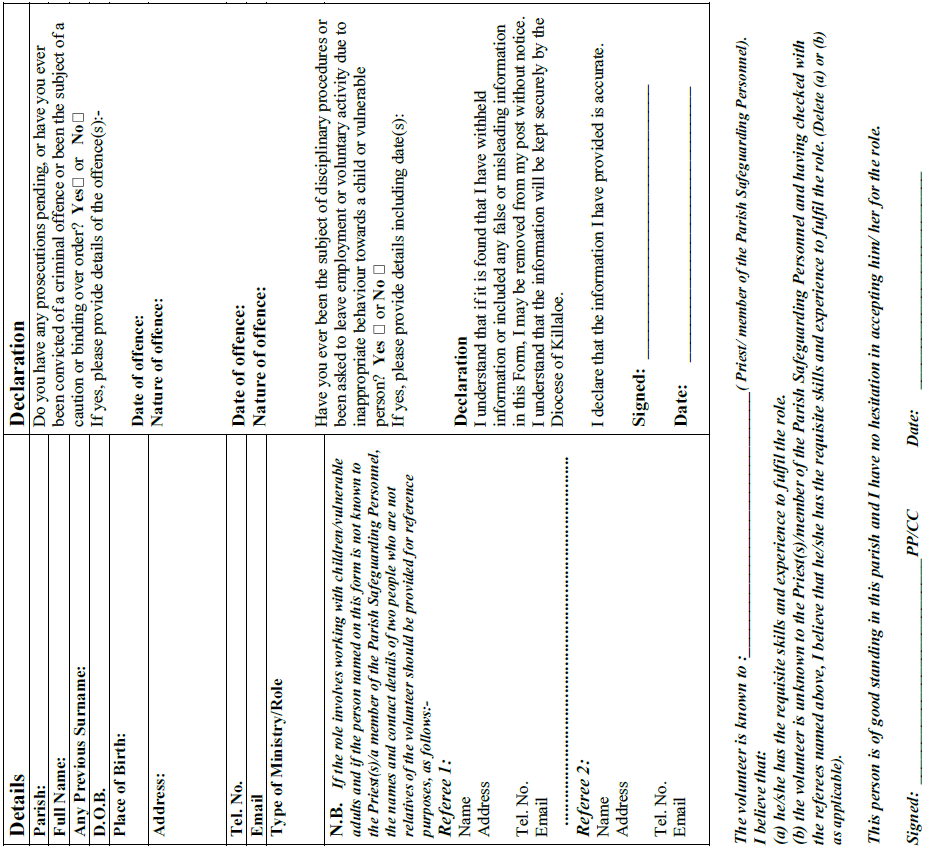 Details
Parish:
Full Name:
Any Previous Surname:
D.O.B.
Place of Birth:
Address:
Tel. No.
Email
Type of Ministry/Role
N.B.  If the role involves working with children/vulnerable
adults and if the person named on this form is not known to
the Priest(s)/a member of the Parish Safeguarding Personnel,
the names and contact details of two people who are not
relatives of the volunteer should be provided for reference
purposes, as follows:-
Referee 1:
Name
Address
Tel. No.
Email
Referee 2:
Name
Address
Tel. No.
Email
Declaration
Do you have any prosecutions pending, or have you ever
been convicted of a criminal offence or been the subject of a
caution or binding over order?  Yes□ or  No □
If yes, please provide details of the offence(s):-
Date of offence:
Nature of offence:
Date of offence:
Nature of offence:
Have you ever been the subject of disciplinary procedures or
been asked to leave employment or voluntary activity due to
inappropriate behaviour towards a child or vulnerable
person?  Yes □ or No □
If yes, please provide details including date(s):
Declaration
I understand that if it is found that I have withheld
information or included any false or misleading information
in this Form, I may be removed from my post without notice.
I understand that the information will be kept securely by the
Diocese of Killaloe.
I declare that the information I have provided is accurate.
Signed: ____________________
Date: ____________________
The volunteer is known to :____________________( Priest/ member of the Parish Safeguarding Personnel).
I believe that:
(a) he/she has the requisite skills and experience to fulfil the role.
(b) the volunteer is unknown to the Priest(s)/member of the Parish Safeguarding Personnel and having checked with
the referees named above, I believe that he/she has the requisite skills and experience to fulfil the role. (Delete (a) or (b)
as applicable).
This person is of good standing in this parish and I have no hesitation in accepting him/ her for the role.
Signed: ____________________PP/CC Date: ____________________